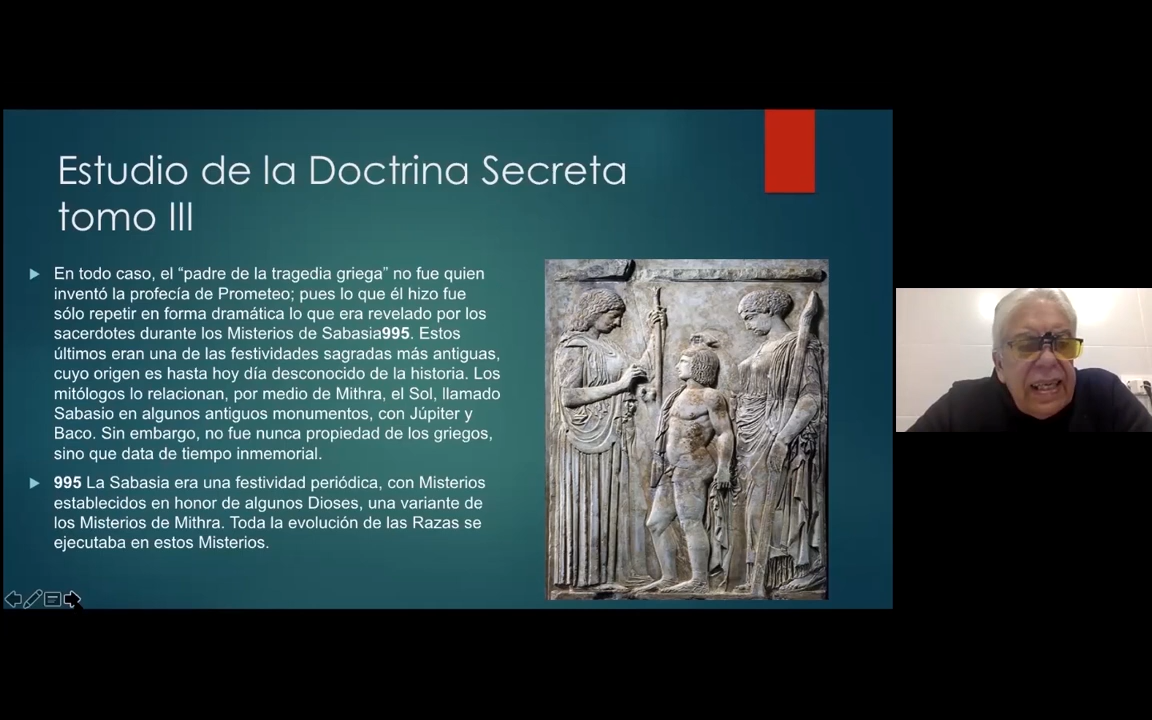 Estudio de la Doctrina Secreta
tomo III
En todo caso, el “padre de la tragedia griega” no fue quien
inventó la profecía de Prometeo; pues lo que él hizo fue
sólo repetir en forma dramática lo que era revelado por los
sacerdotes durante los Misterios de Sabasia995. Estos
últimos eran una de las festividades sagradas más antiguas,
cuyo origen es hasta hoy día desconocido de la historia. Los
mitólogos lo relacionan, por medio de Mithra, el Sol, llamado
Sabasio en algunos antiguos monumentos, con Júpiter y
Baco. Sin embargo, no fue nunca propiedad de los griegos,
sino que data de tiempo inmemorial.
995 La Sabasia era una festividad periódica, con Misterios
establecidos en honor de algunos Dioses, una variante de
los Misterios de Mithra. Toda la evolución de las Razas se
ejecutaba en estos Misterios.